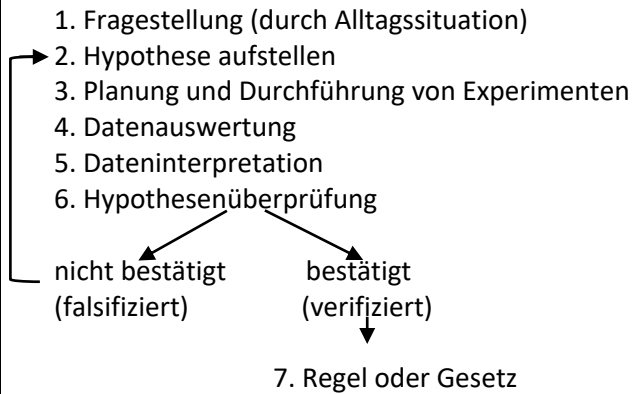 1. Fragestellung (durch Alltagssituation)
2. Hypothese aufstellen
3. Planung und Durchführung von Experimenten
4. Datenauswertung
5. Dateninterpretation
6. Hypothesenüberprüfung
nicht bestätigt bestätigt
(falsifiziert) (verifiziert)
7. Regel oder Gesetz